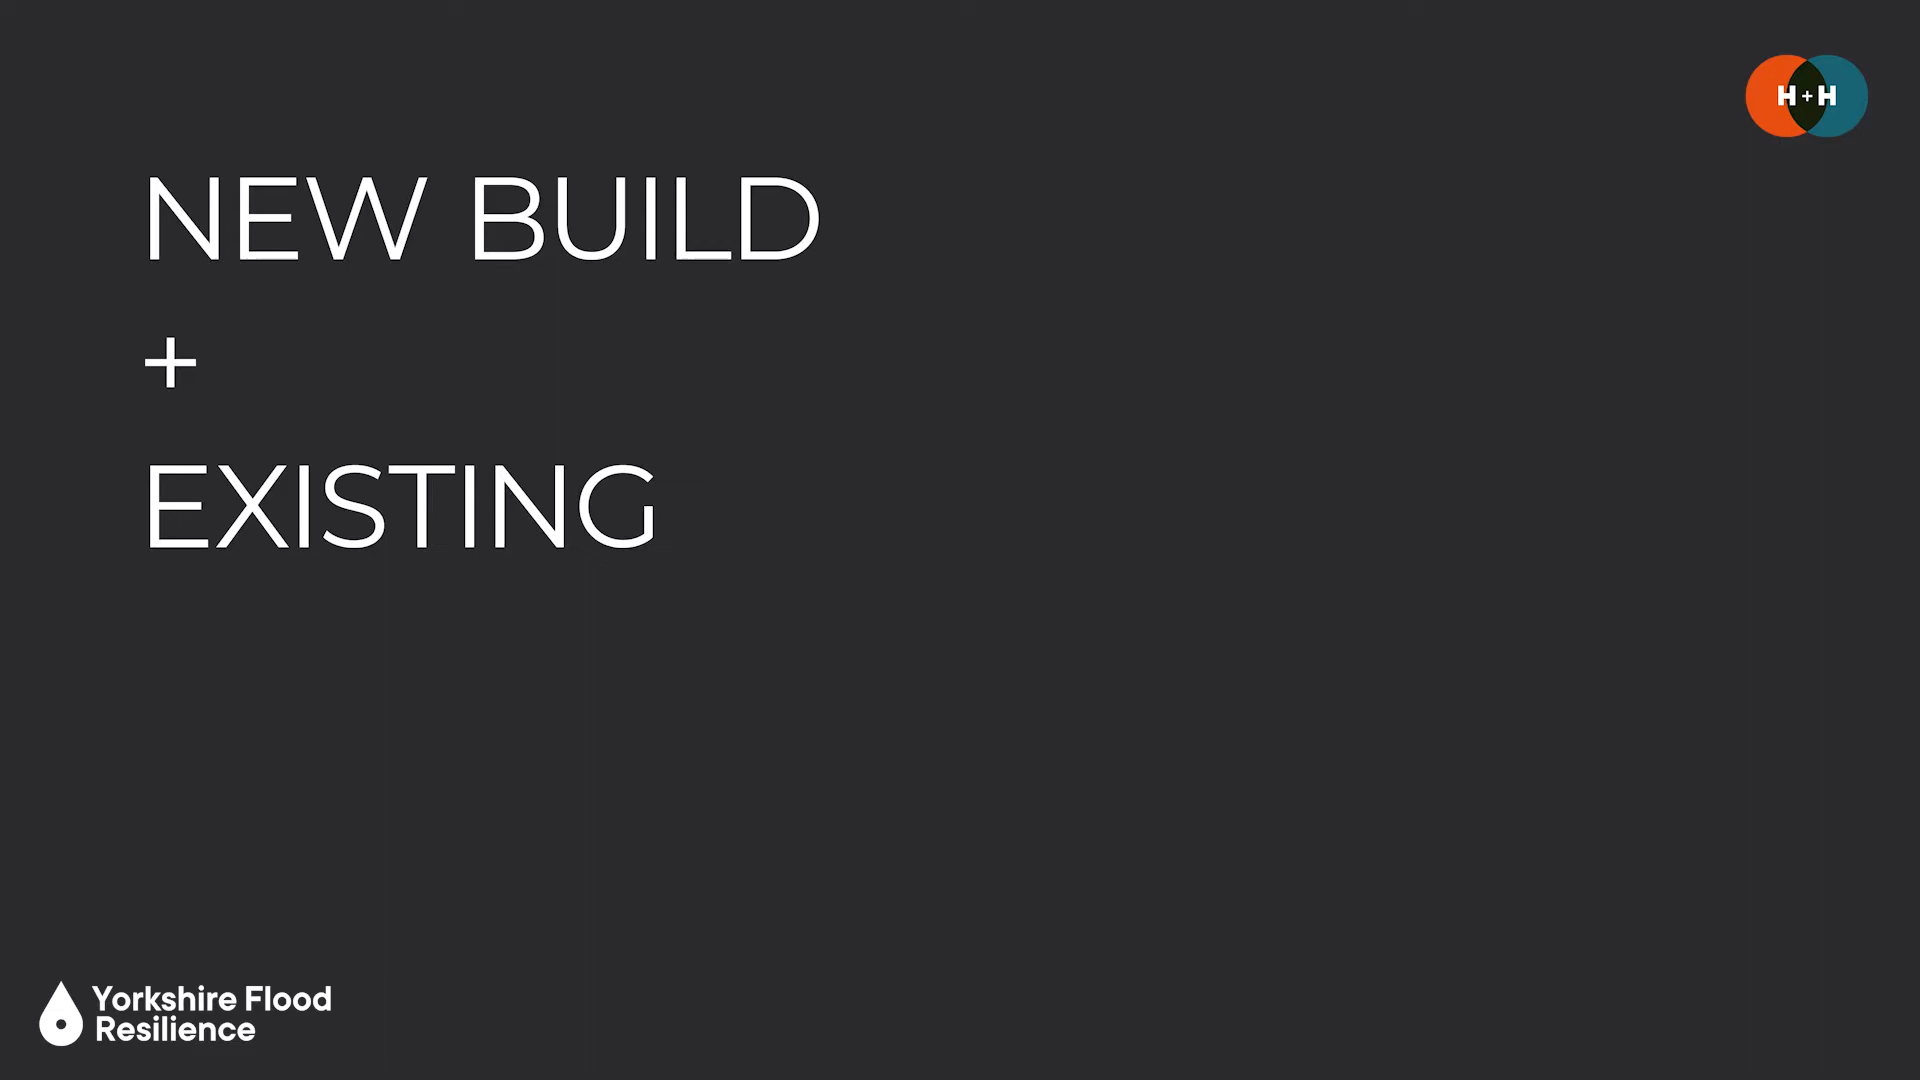 H+H
NEW BUILD
+
EXISTING
Yorkshire Flood
Resilience